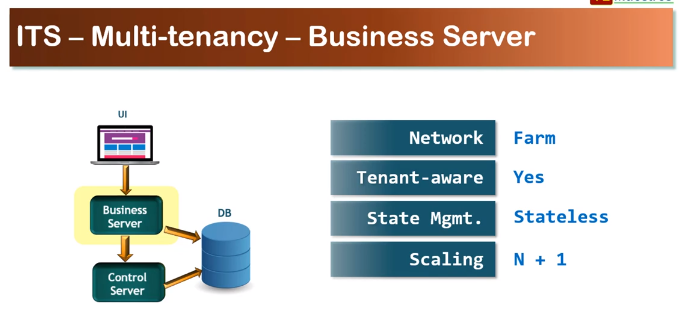 ITS – Multi-tenancy – Business Server
UI
Business
Server
DB
Control
Server
Network Farm
Tenant-aware Yes
State Mgmt. Stateless
Scaling N + 1